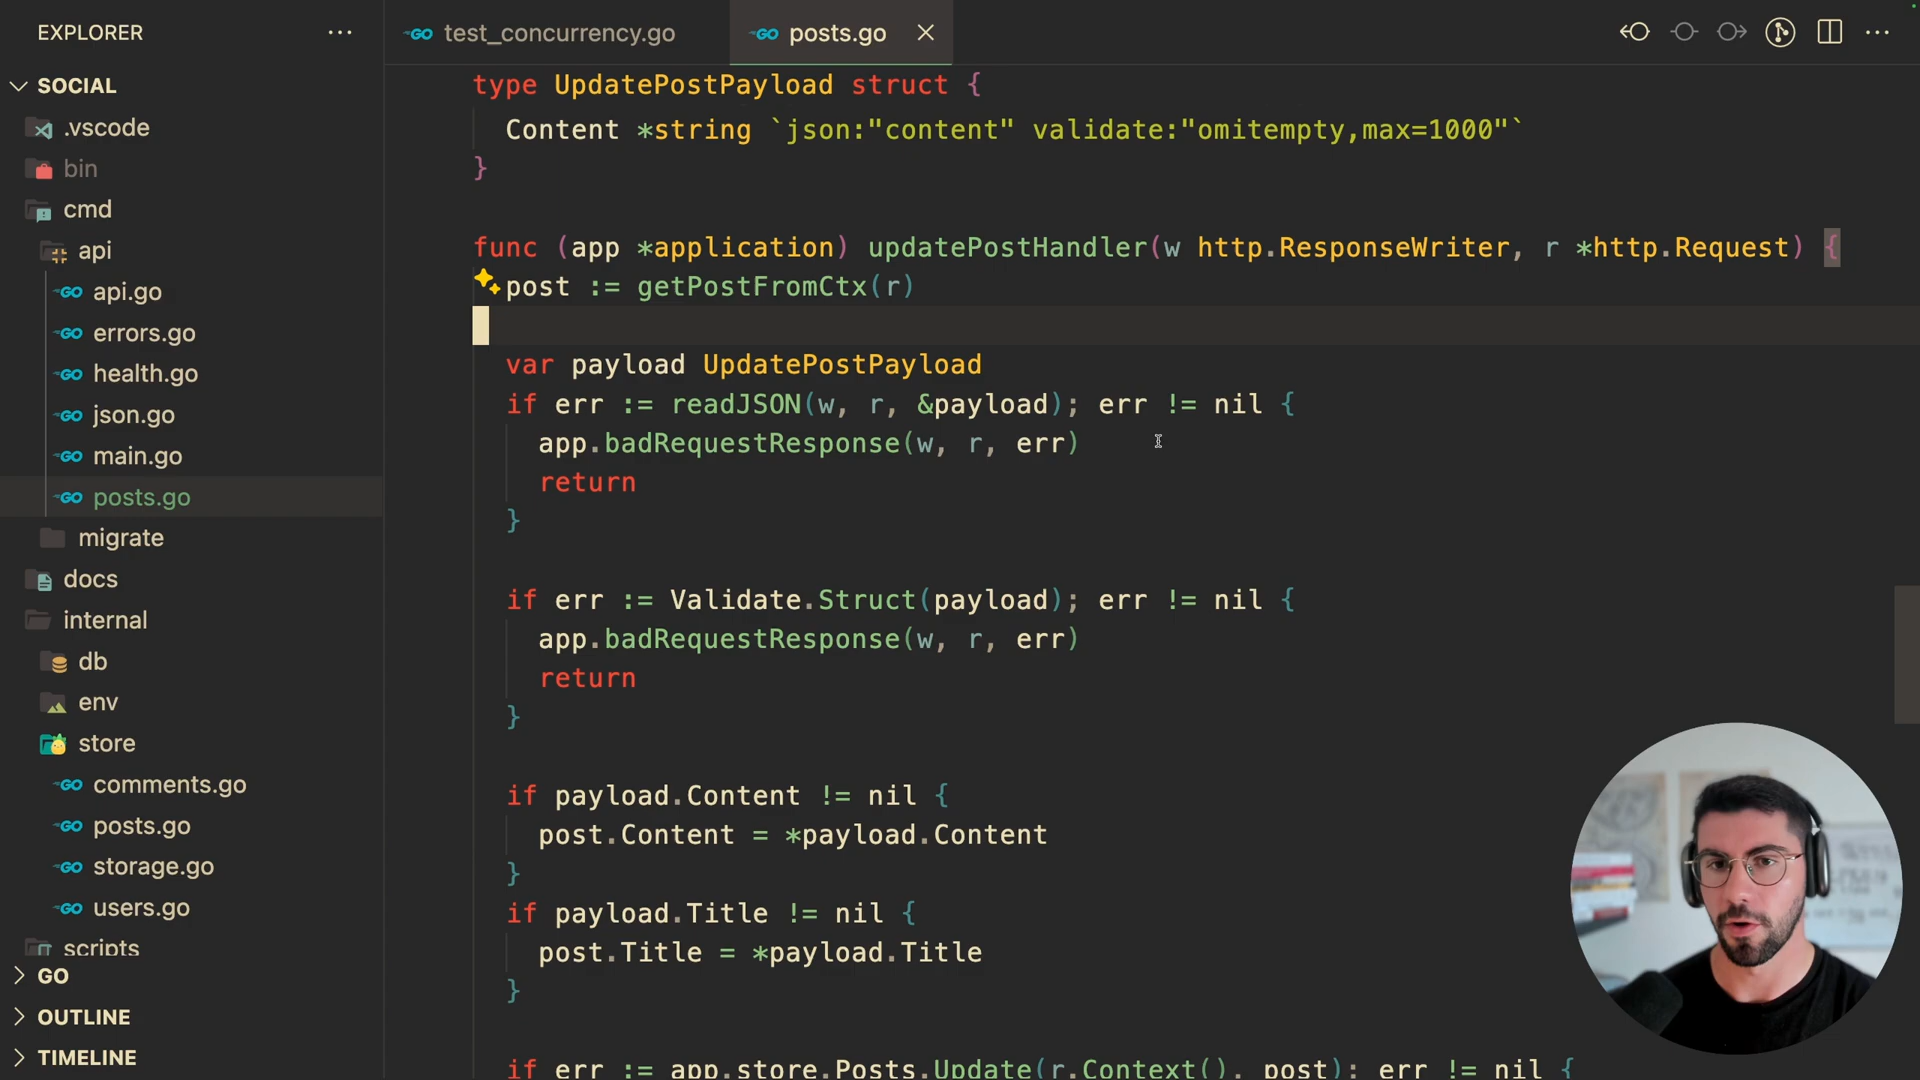 EXPLORER
SOCIAL
.vscode
bin
cmd
api
api.go
errors.go
health.go
json.go
main.go
posts.go
migrate
docs
internal
db
env
store
comments.go
posts.go
storage.go
users.go
scripts
GO
OUTLINE
TIMELINE
GO test_concurrency.go
GO posts.go
type UpdatePostPayload struct {
Content *string `json:"content" validate:"omitempty,max=1000"`
}
func (app *application) updatePostHandler(w http.ResponseWriter, r *http.Request) {
post := getPostFromCtx(r)
var payload UpdatePostPayload
if err := readJSON(w, r, &payload); err != nil {
app.badRequestResponse(w, r, err)
return
}
if err := Validate.Struct(payload); err != nil {
app.badRequestResponse(w, r, err)
return
}
if payload.Content != nil {
post.Content = *payload.Content
}
if payload.Title != nil {
post.Title = *payload.Title
}
if err := app.store.Posts.Update(r.Context(), post); err != nil {